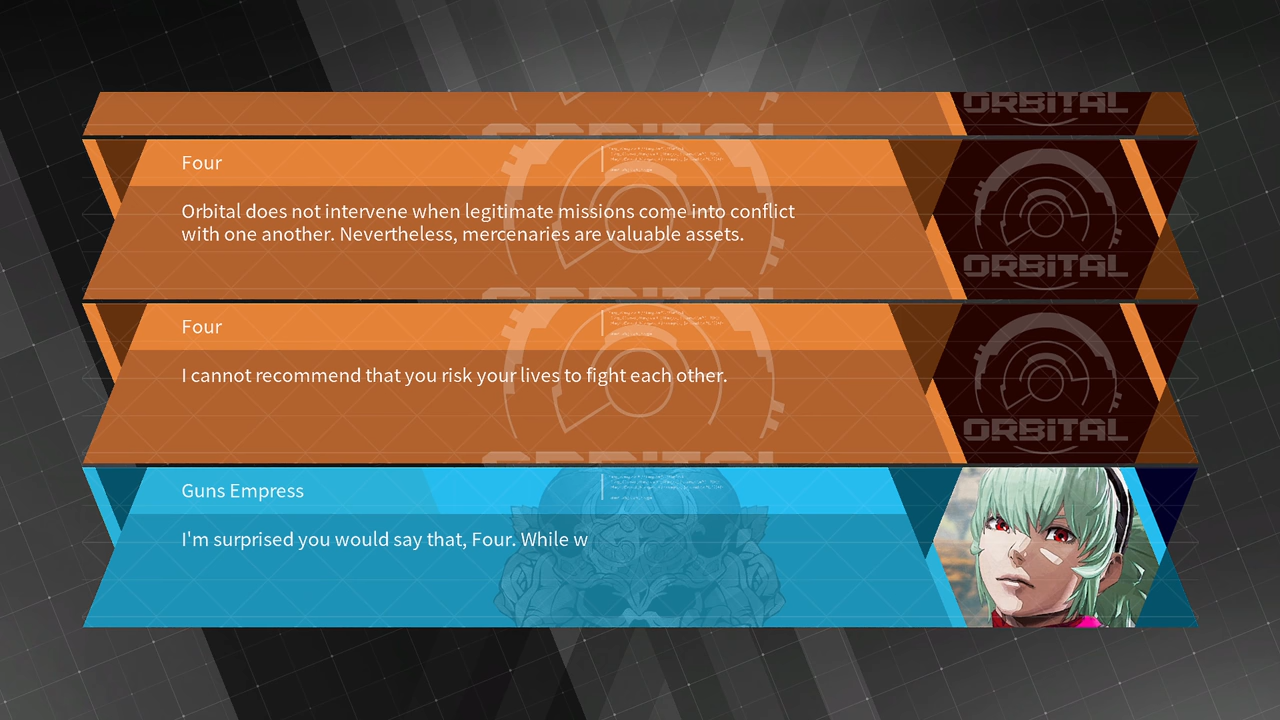 ORBITAL
Four
Orbital does not intervene when legitimate missions come into conflict
with one another. Nevertheless, mercenaries are valuable assets.
ORBITAL
Four
I cannot recommend that you risk your lives to fight each other.
ORBITAL
Guns Empress
I'm surprised you would say that, Four. While w